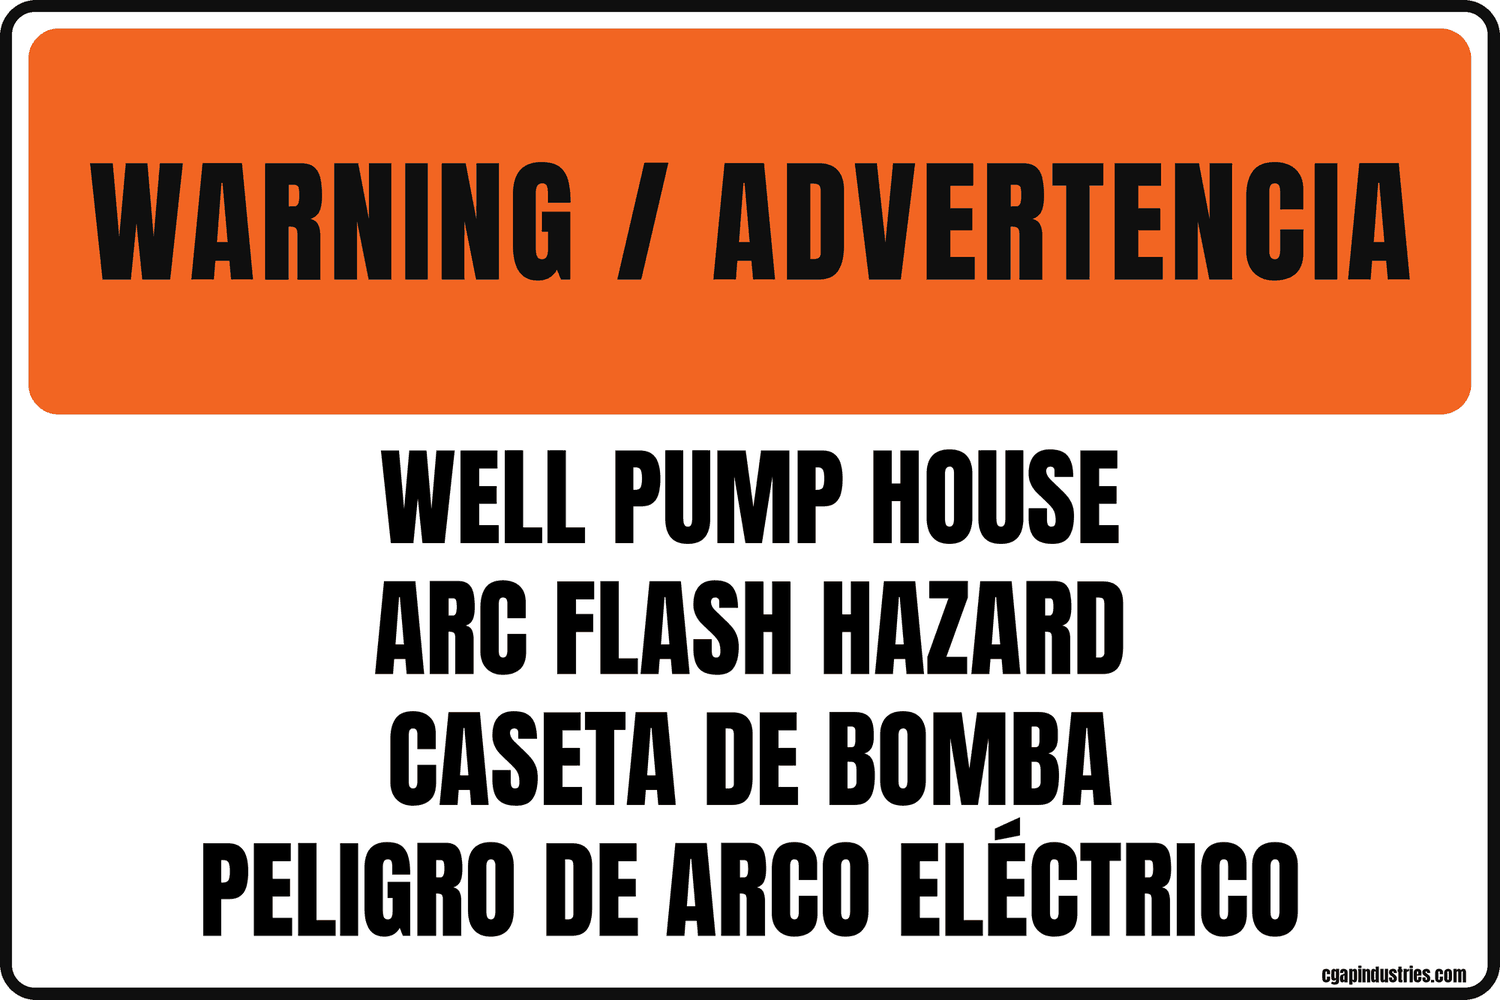 WARNING / ADVERTENCIA
WELL PUMP HOUSE
ARC FLASH HAZARD
CASETA DE BOMBA
PELIGRO DE ARCO ELÉCTRICO
cgapindustries.com